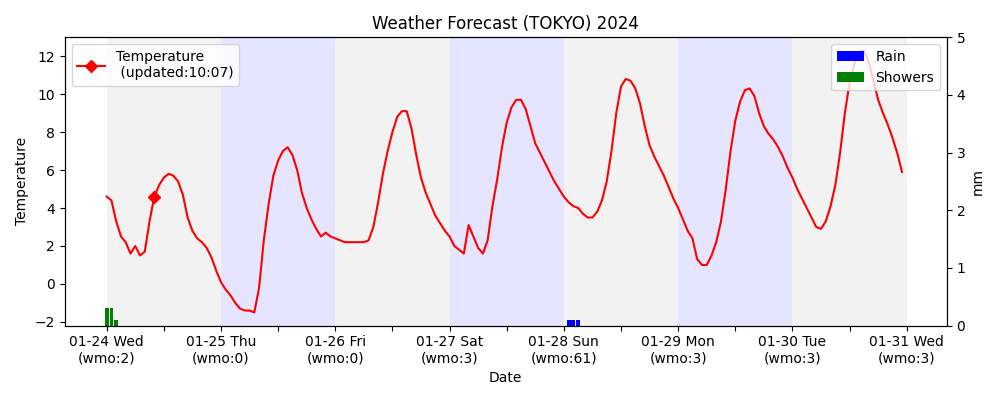 Weather Forecast (TOKYO) 2024
Temperature
(updated:10:07)
Rain
Showers
Temperature
12
10
8
6
4
2
0
−2
5
4
3
2
1
0
mm
01-24 Wed
(wmo:2)
01-25 Thu
(wmo:0)
01-26 Fri
(wmo:0)
01-27 Sat
(wmo:3)
01-28 Sun
(wmo:61)
01-29 Mon
(wmo:3)
01-30 Tue
(wmo:3)
01-31 Wed
(wmo:3)
Date